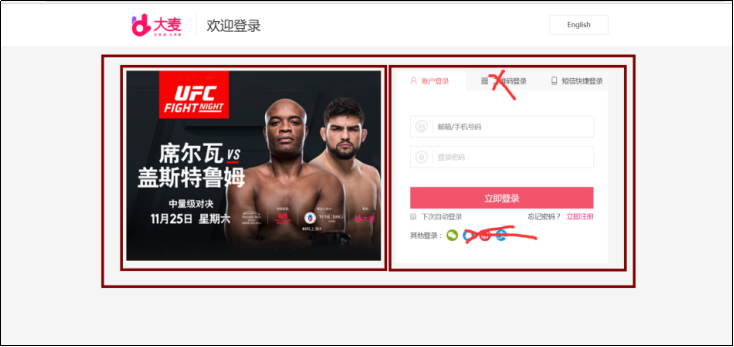 大麦
欢迎登录
English
UFC
FIGHT NIGHT
席尔瓦 VS
盖斯特鲁姆
中量级对决
11月25日 星期六
大麦
账户登录
维码登录
短信快捷登录
邮箱/手机号码
登录密码
立即登录
下次自动登录
忘记密码？
立即注册
其他登录：